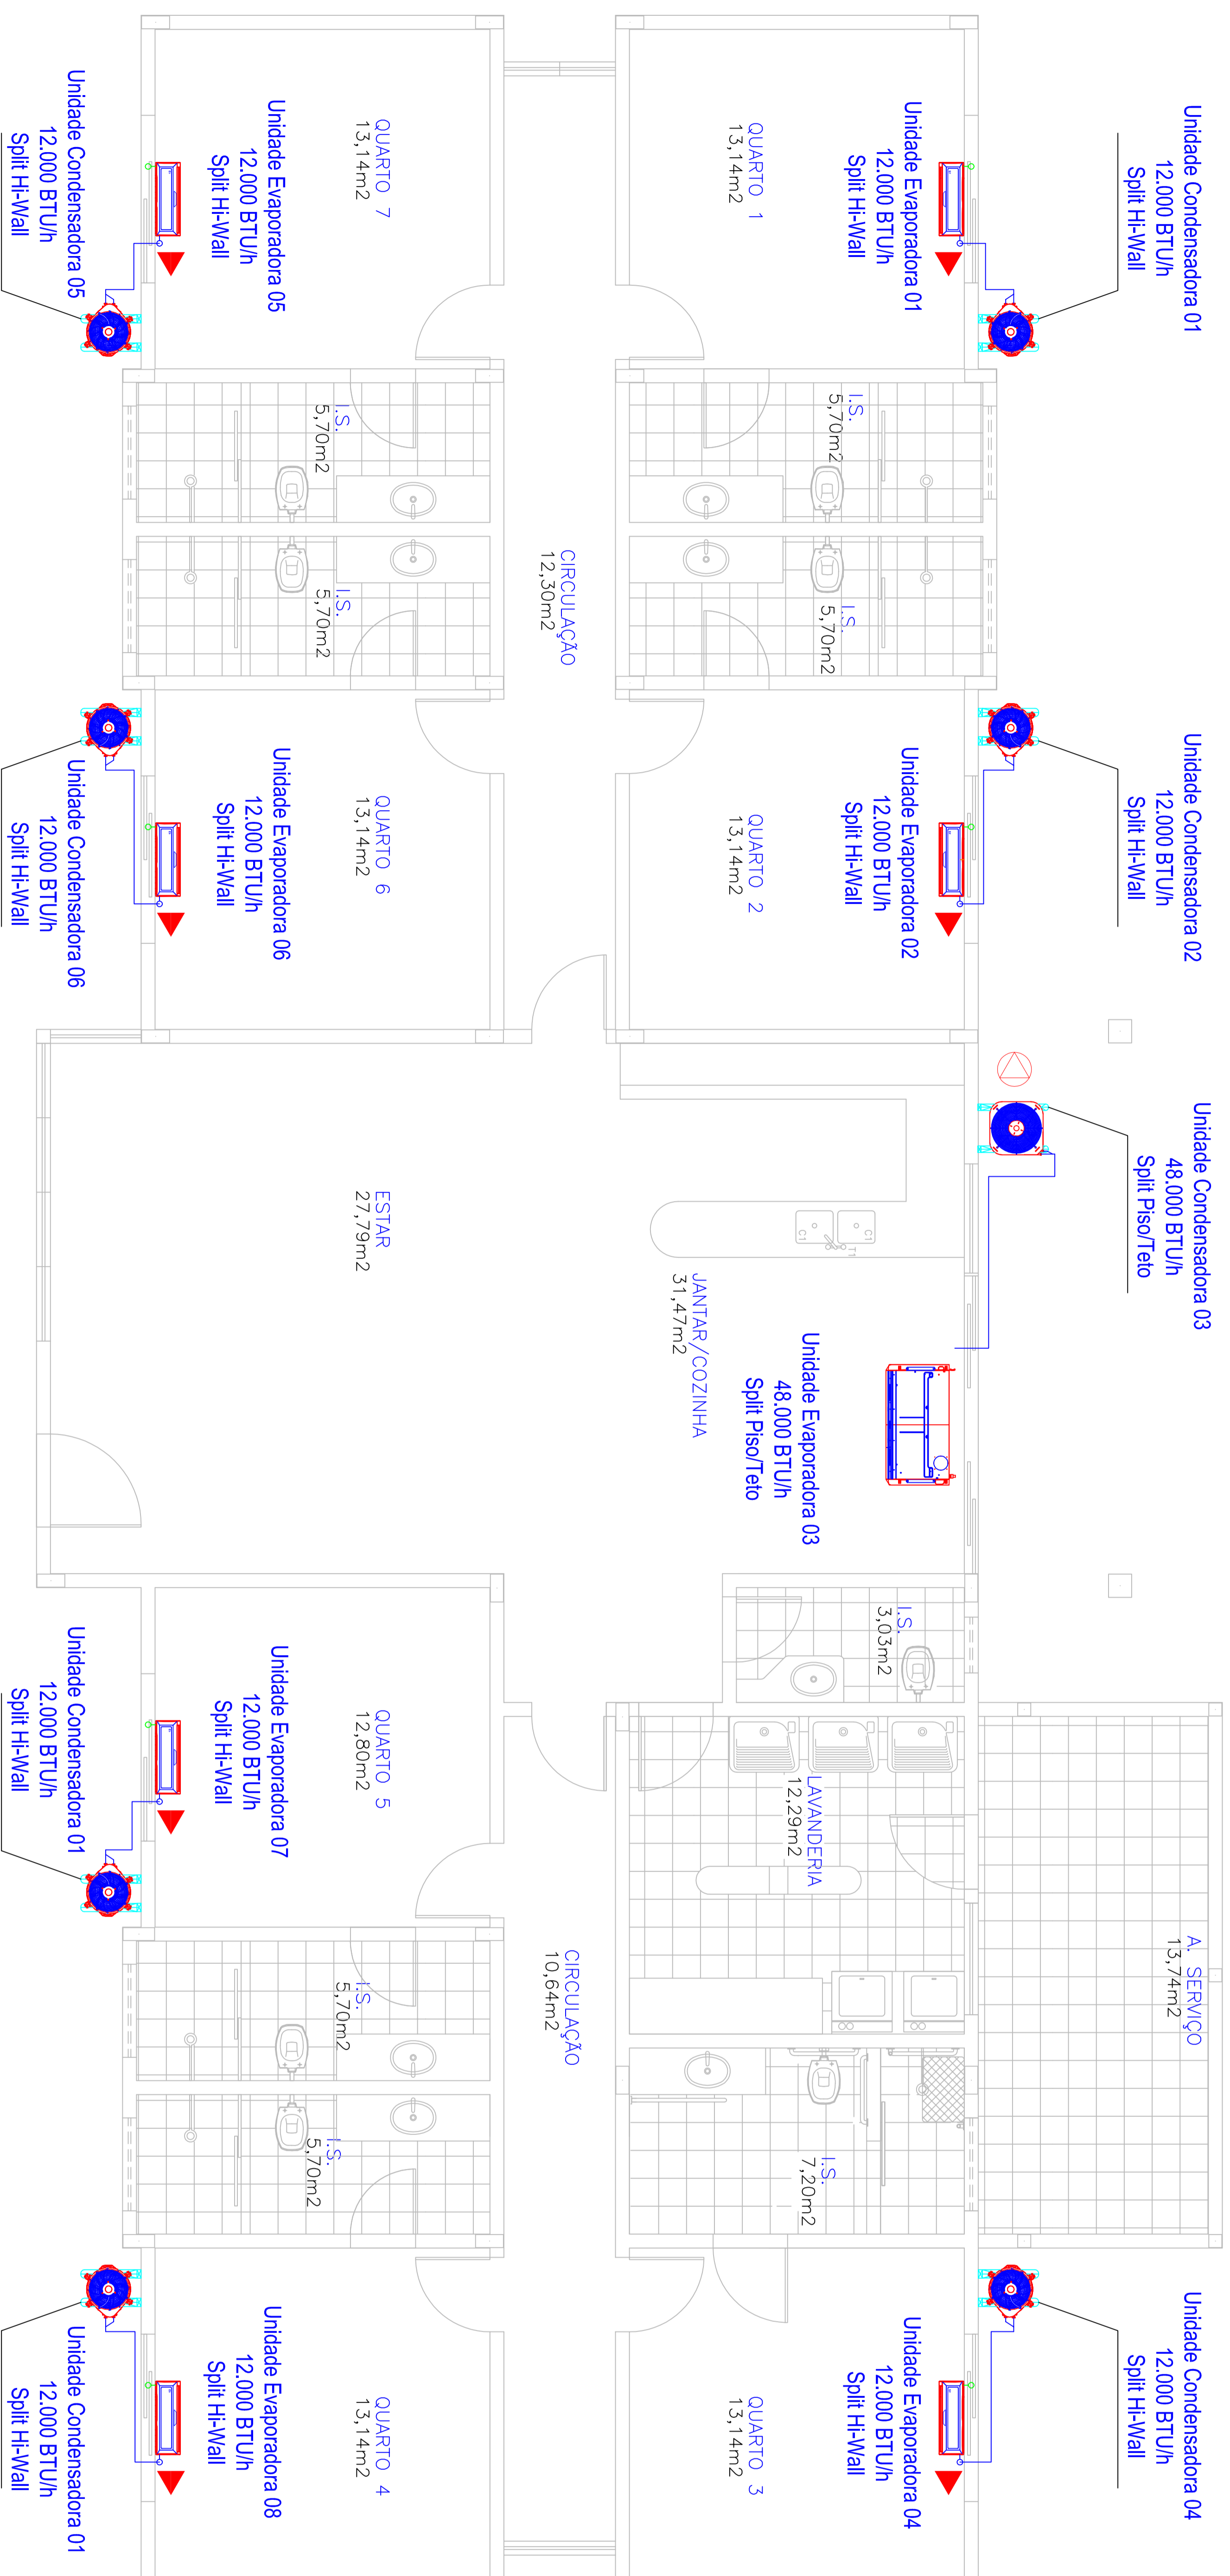 Unidade Condensadora 01
12.000 BTU/h
Split Hi-Wall
Unidade Condensadora 02
12.000 BTU/h
Split Hi-Wall
Unidade Condensadora 03
48.000 BTU/h
Split Piso/Teto
A. SERVIÇO
13,74m2
Unidade Condensadora 04
12.000 BTU/h
Split Hi-Wall
Unidade Evaporadora 01
12.000 BTU/h
Split Hi-Wall
QUARTO 1
13,14m2
I.S.
5,70m2
I.S.
5,70m2
Unidade Evaporadora 02
12.000 BTU/h
Split Hi-Wall
QUARTO 2
13,14m2
C1
C1
T1
Unidade Evaporadora 03
48.000 BTU/h
Split Piso/Teto
JANTAR/COZINHA
31,47m2
I.S.
3,03m2
LAVANDERIA
12,29m2
I.S.
7,20m2
Unidade Evaporadora 04
12.000 BTU/h
Split Hi-Wall
QUARTO 3
13,14m2
CIRCULAÇÃO
12,30m2
CIRCULAÇÃO
10,64m2
QUARTO 7
13,14m2
Unidade Evaporadora 05
12.000 BTU/h
Split Hi-Wall
I.S.
5,70m2
I.S.
5,70m2
QUARTO 6
13,14m2
Unidade Evaporadora 06
12.000 BTU/h
Split Hi-Wall
ESTAR
27,79m2
QUARTO 5
12,80m2
Unidade Evaporadora 07
12.000 BTU/h
Split Hi-Wall
I.S.
5,70m2
I.S.
5,70m2
QUARTO 4
13,14m2
Unidade Evaporadora 08
12.000 BTU/h
Split Hi-Wall
Unidade Condensadora 05
12.000 BTU/h
Split Hi-Wall
Unidade Condensadora 06
12.000 BTU/h
Split Hi-Wall
Unidade Condensadora 01
12.000 BTU/h
Split Hi-Wall
Unidade Condensadora 01
12.000 BTU/h
Split Hi-Wall